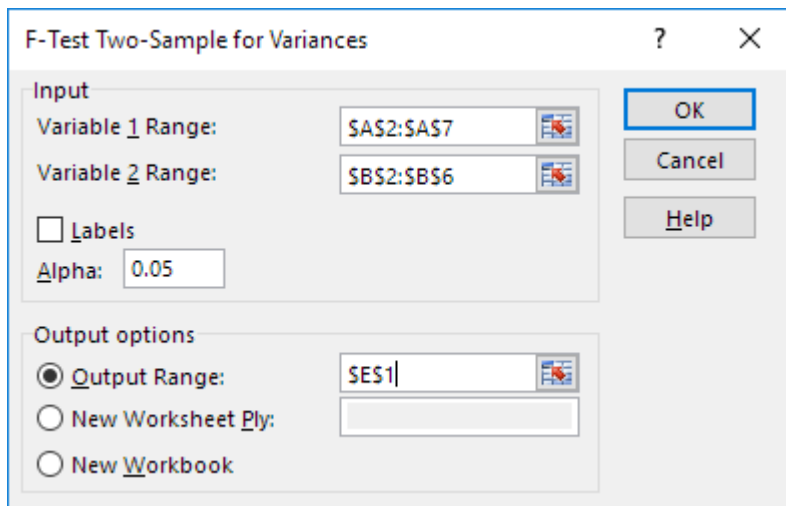 F-Test Two-Sample for Variances ? ×
Input
Variable 1 Range: $A$2:$A$7
Variable 2 Range: $B$2:$B$6
Labels
Alpha: 0.05
OK
Cancel
Help
Output options
Output Range: $E$1
New Worksheet Ply:
New Workbook